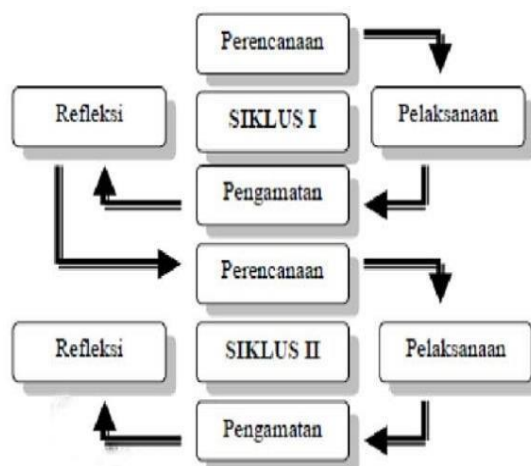 Perencanaan
Refleksi
SIKLUS I
Pelaksanaan
Pengamatan
Perencanaan
Refleksi
SIKLUS II
Pelaksanaan
Pengamatan